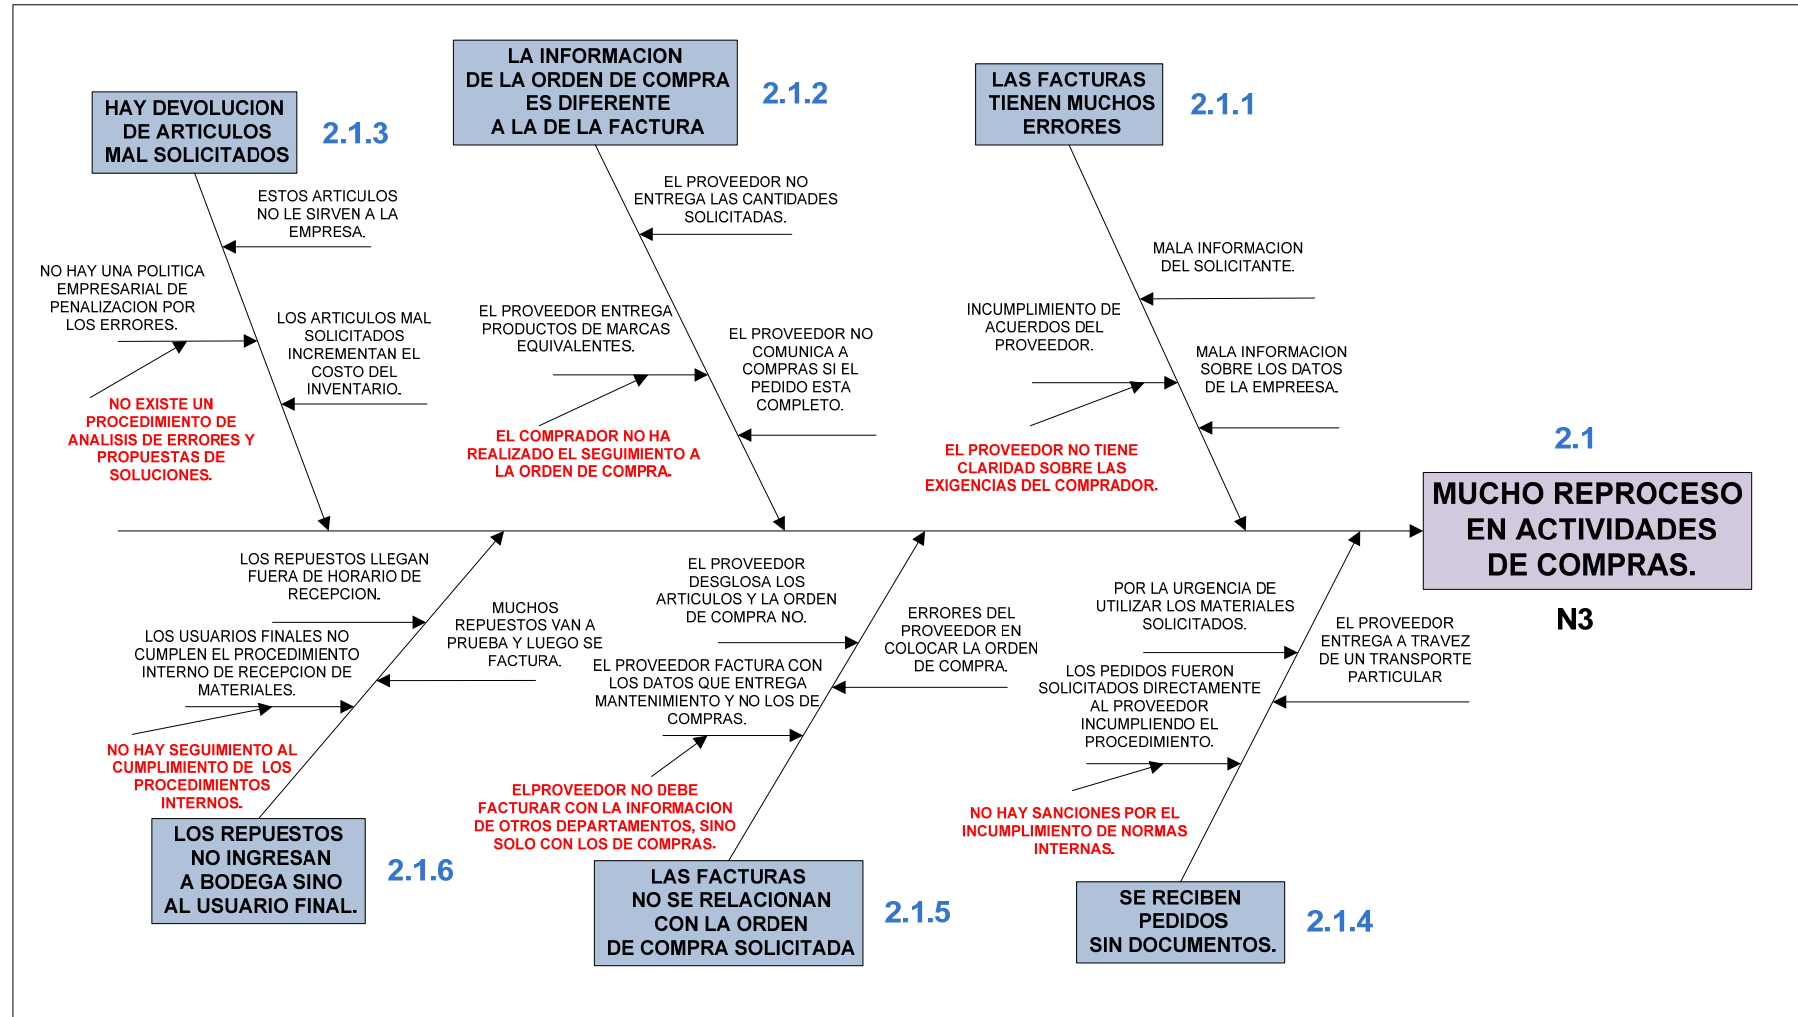 HAY DEVOLUCION
DE ARTICULOS
MAL SOLICITADOS
2.1.3
ESTOS ARTICULOS
NO LE SIRVEN A LA
EMPRESA.
NO HAY UNA POLITICA
EMPRESARIAL DE
PENALIZACION POR
LOS ERRORES.
LOS ARTICULOS MAL
SOLICITADOS
INCREMENTAN EL
COSTO DEL
INVENTARIO.
NO EXISTE UN
PROCEDIMIENTO DE
ANALISIS DE ERRORES Y
PROPUESTAS DE
SOLUCIONES.
LA INFORMACION
DE LA ORDEN DE COMPRA
ES DIFERENTE
A LA DE LA FACTURA
2.1.2
EL PROVEEDOR NO
ENTREGA LAS CANTIDADES
SOLICITADAS.
EL PROVEEDOR ENTREGA
PRODUCTOS DE MARCAS
EQUIVALENTES.
EL PROVEEDOR NO
COMUNICA A
COMPRAS SI EL
PEDIDO ESTA
COMPLETO.
EL COMPRADOR NO HA
REALIZADO EL SEGUIMIENTO A
LA ORDEN DE COMPRA.
LAS FACTURAS
TIENEN MUCHOS
ERRORES
2.1.1
MALA INFORMACION
DEL SOLICITANTE.
INCUMPLIMIENTO DE
ACUERDOS DEL
PROVEEDOR.
MALA INFORMACION
SOBRE LOS DATOS
DE LA EMPREESA.
EL PROVEEDOR NO TIENE
CLARIDAD SOBRE LAS
EXIGENCIAS DEL COMPRADOR.
2.1
MUCHO REPROCESO
EN ACTIVIDADES
DE COMPRAS.
N3
LOS REPUESTOS LLEGAN
FUERA DE HORARIO DE
RECEPCION.
MUCHOS
REPUESTOS VAN A
PRUEBA Y LUEGO SE
FACTURA.
LOS USUARIOS FINALES NO
CUMPLEN EL PROCEDIMIENTO
INTERNO DE RECEPCION DE
MATERIALES.
NO HAY SEGUIMIENTO AL
CUMPLIMIENTO DE LOS
PROCEDIMIENTOS
INTERNOS.
LOS REPUESTOS
NO INGRESAN
A BODEGA SINO
AL USUARIO FINAL.
2.1.6
EL PROVEEDOR
DESGLOSA LOS
ARTICULOS Y LA ORDEN
DE COMPRA NO.
ERRORES DEL
PROVEEDOR EN
COLOCAR LA ORDEN
DE COMPRA.
EL PROVEEDOR FACTURA CON
LOS DATOS QUE ENTREGA
MANTENIMIENTO Y NO LOS DE
COMPRAS.
ELPROVEEDOR NO DEBE
FACTURAR CON LA INFORMACION
DE OTROS DEPARTAMENTOS, SINO
SOLO CON LOS DE COMPRAS.
LAS FACTURAS
NO SE RELACIONAN
CON LA ORDEN
DE COMPRA SOLICITADA
2.1.5
POR LA URGENCIA DE
UTILIZAR LOS MATERIALES
SOLICITADOS.
EL PROVEEDOR
ENTREGA A TRAVEZ
DE UN TRANSPORTE
PARTICULAR
LOS PEDIDOS FUERON
SOLICITADOS DIRECTAMENTE
AL PROVEEDOR
INCUMPLIENDO EL
PROCEDIMIENTO.
NO HAY SANCIONES POR EL
INCUMPLIMIENTO DE NORMAS
INTERNAS.
SE RECIBEN
PEDIDOS
SIN DOCUMENTOS.
2.1.4